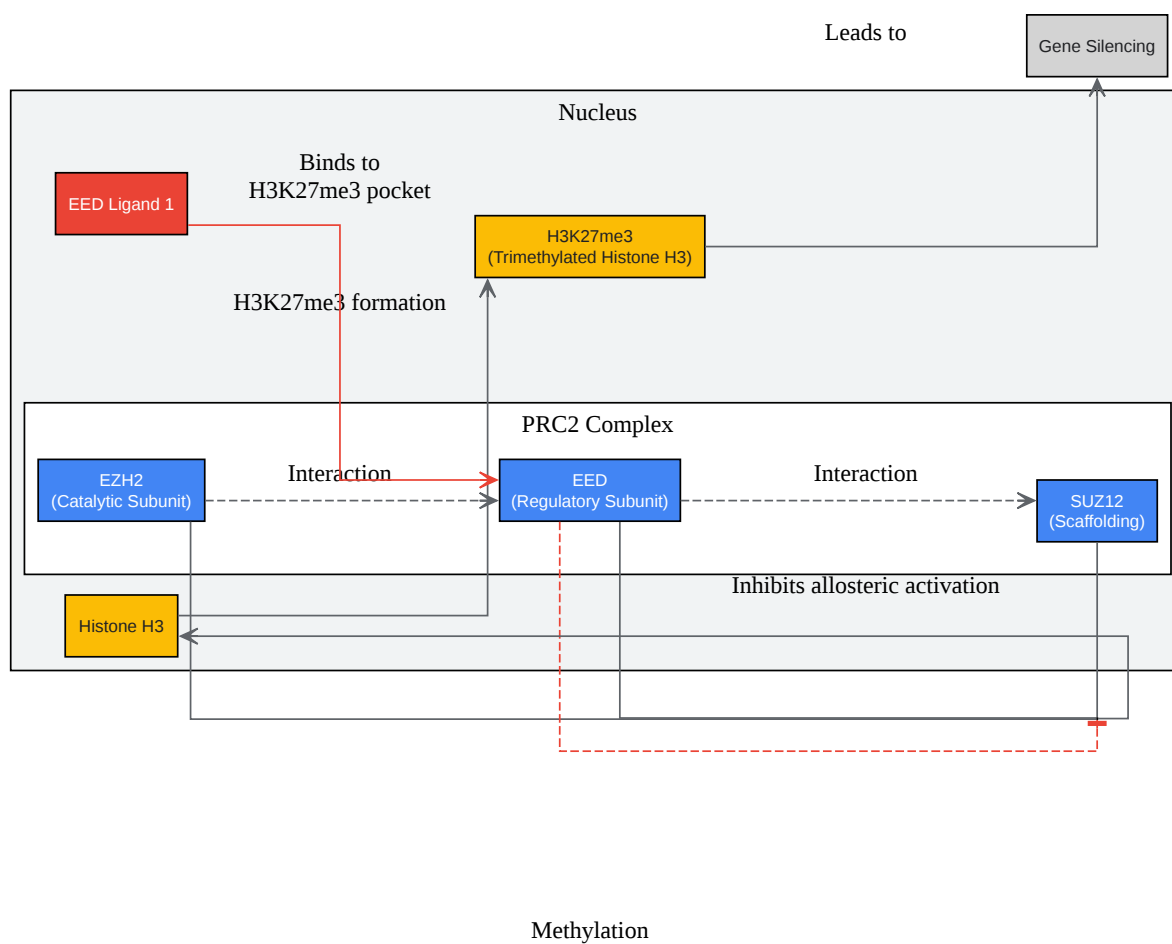 Leads to
Gene Silencing
Nucleus
Binds to
H3K27me3 pocket
EED Ligand 1
H3K27me3
(Trimethylated Histone H3)
H3K27me3 formation
PRC2 Complex
EZH2
(Catalytic Subunit)
Interaction
EED
(Regulatory Subunit)
Interaction
SUZ12
(Scaffolding)
Inhibits allosteric activation
Histone H3
Methylation